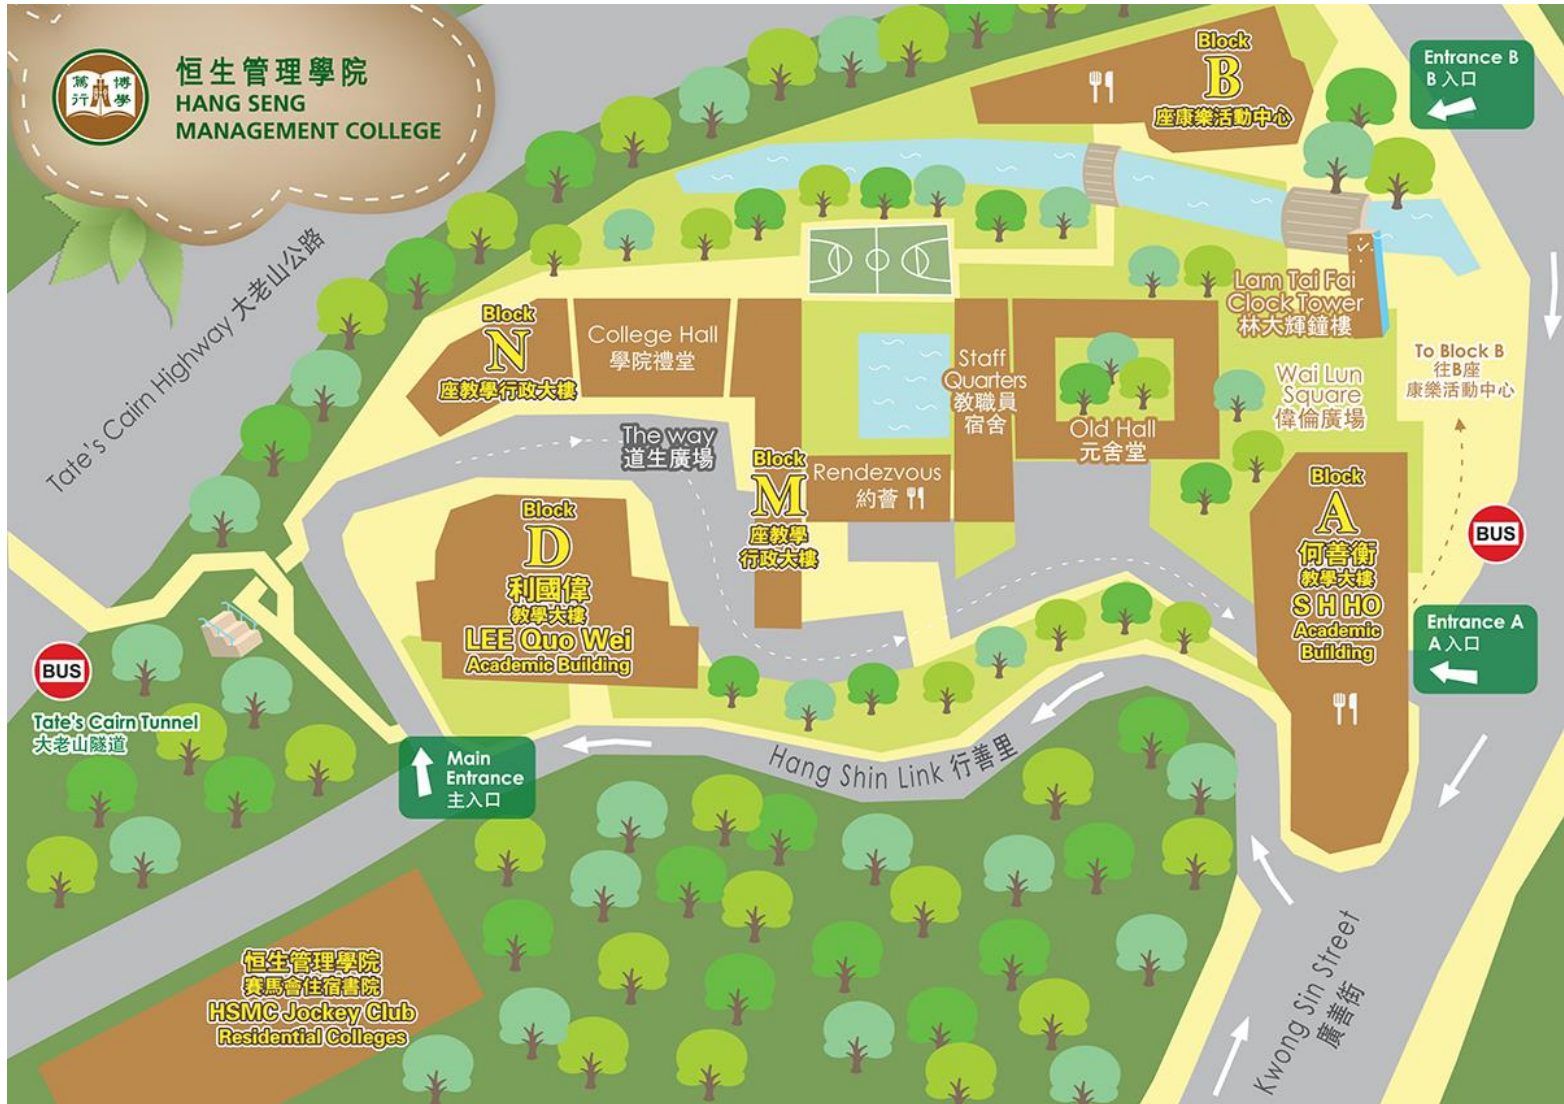 篤 博
行 學
恒生管理學院
HANG SENG
MANAGEMENT COLLEGE
Block
B
座康樂活動中心
Entrance B
B 入口
Tate's Cairn Highway 大老山公路
Lam Tai Fai
Clock Tower
林大輝鐘樓
Block
N
座教學行政大樓
College Hall
學院禮堂
Staff
Quarters
教職員
宿舍
Old Hall
元舍堂
Wai Lun
Square
偉倫廣場
To Block B
往B座
康樂活動中心
The way
道生廣場
Block
M
座教學
行政大樓
Rendezvous
約薈
Block
A
何善衡
教學大樓
S H HO
Academic
Building
BUS
Block
D
利國偉
教學大樓
LEE Quo Wei
Academic Building
Entrance A
A 入口
BUS
Tate's Cairn Tunnel
大老山隧道
Main
Entrance
主入口
Hang Shin Link 行善里
恒生管理學院
賽馬會住宿書院
HSMC Jockey Club
Residential Colleges
Kwong Sin Street
廣善街